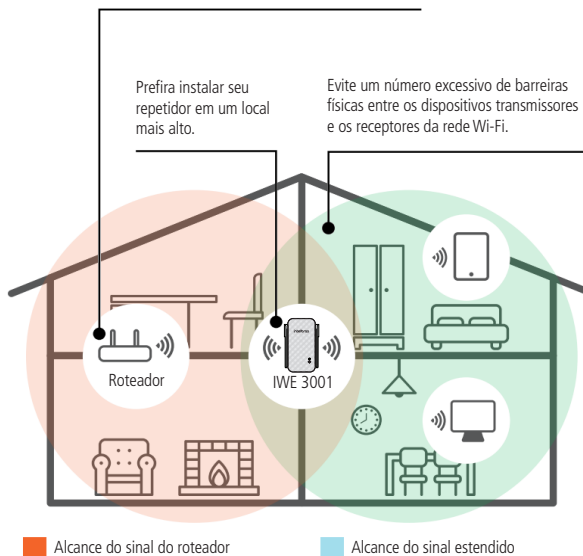 Prefira instalar seu
repetidor em um local
mais alto.
Evite um número excessivo de barreiras
físicas entre os dispositivos transmissores
e os receptores da rede Wi-Fi.
Roteador
IWE 3001
Alcance do sinal do roteador
Alcance do sinal estendido